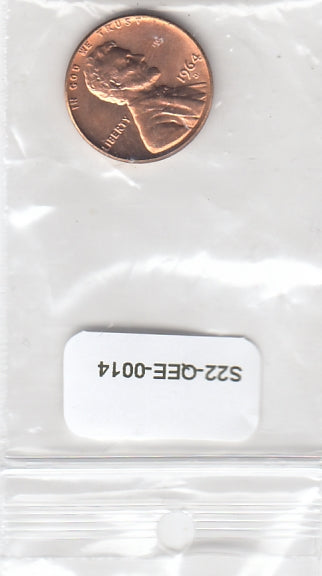 IN GOD WE TRUST
LIBERTY
1964
D
S22-QEE-0014